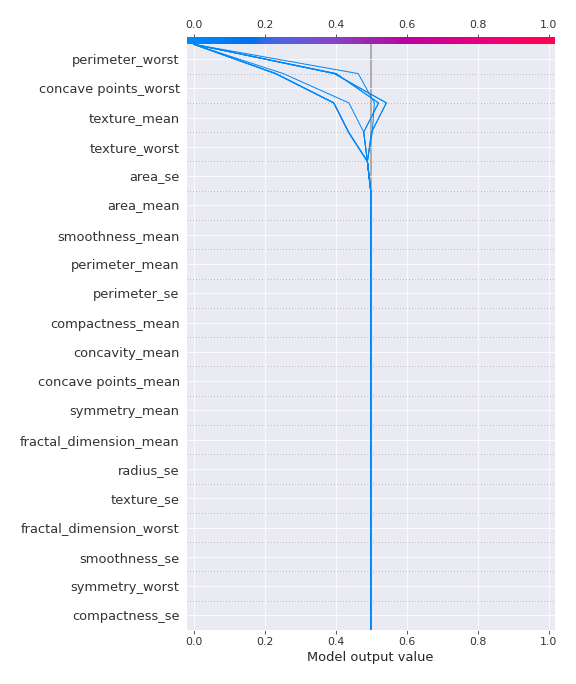 0.0 0.2 0.4 0.6 0.8 1.0
perimeter_worst
concave points_worst
texture_mean
texture_worst
area_se
area_mean
smoothness_mean
perimeter_mean
perimeter_se
compactness_mean
concavity_mean
concave points_mean
symmetry_mean
fractal_dimension_mean
radius_se
texture_se
fractal_dimension_worst
smoothness_se
symmetry_worst
compactness_se
0.0 0.2 0.4 0.6 0.8 1.0
Model output value